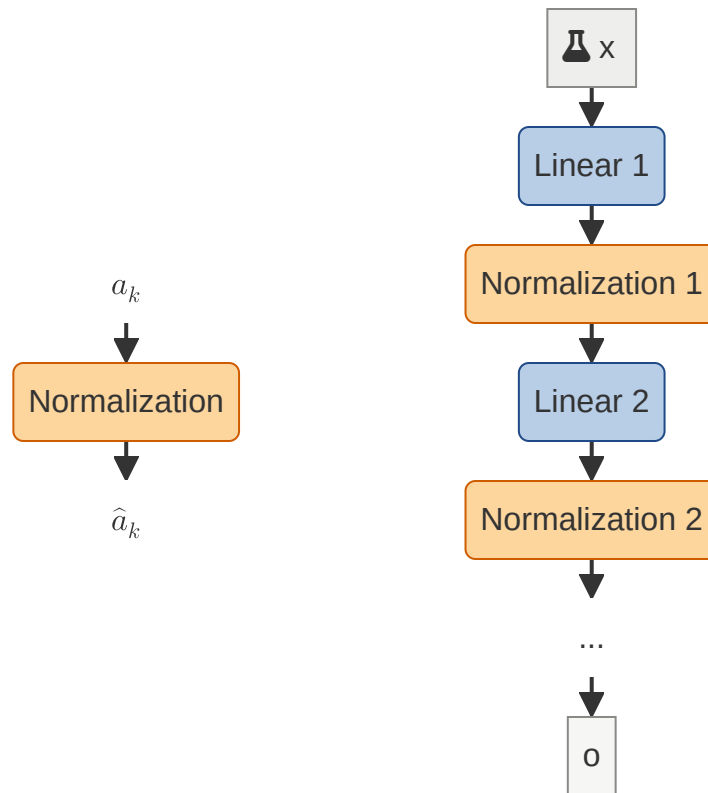 a_k
Normalization
â_k
x
Linear 1
Normalization 1
Linear 2
Normalization 2
...
o